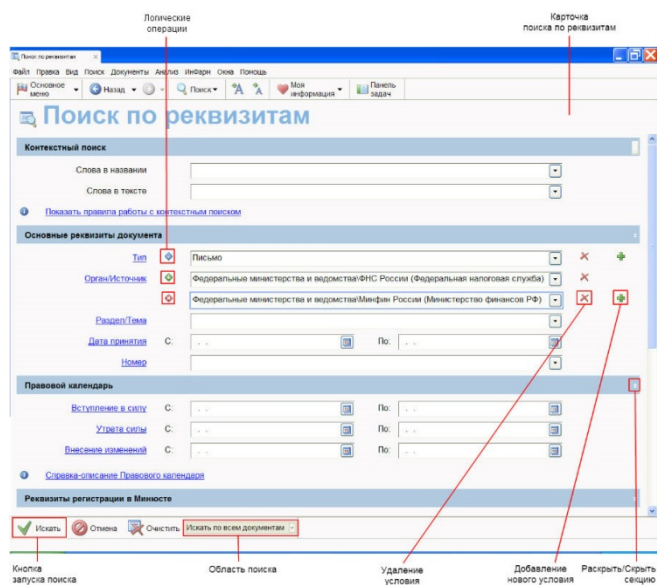 Логические
операции
Карточка
поиска по реквизитам
Поиск по реквизитам
Файл Правка Вид Поиск Документы Анализ ИнФарм Окна Помощь
Основное
меню
Назад
Поиск
Моя
информация
Панель
задач
Поиск по реквизитам
Контекстный поиск
Слова в названии
Слова в тексте
Показать правила работы с контекстным поиском
Основные реквизиты документа
Тип Письмо
Орган/Источник Федеральные министерства и ведомства\ФНС России (Федеральная налоговая служба)
Федеральные министерства и ведомства\Минфин России (Министерство финансов РФ)
Раздел/Тема
Дата принятия С: . . По: . .
Номер
Правовой календарь
Вступление в силу С: . . По: . .
Утрата силы С: . . По: . .
Внесение изменений С: . . По: . .
Справка-описание Правового календаря
Реквизиты регистрации в Минюсте
Искать Отмена Очистить Искать по всем документам
Кнопка
запуска поиска
Область поиска
Удаление
условия
Добавление
нового условия
Раскрыть/Скрыть
секцию